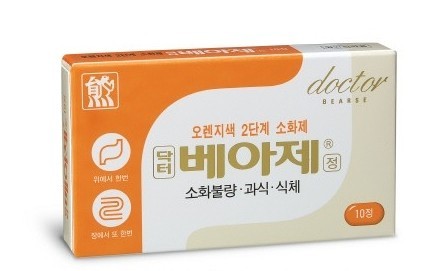 doctor
BEARSE
오렌지색 2단계 소화제
닥터 베아제® 정
소화불량·과식·식체
위에서 한번
장에서 또 한번
10정